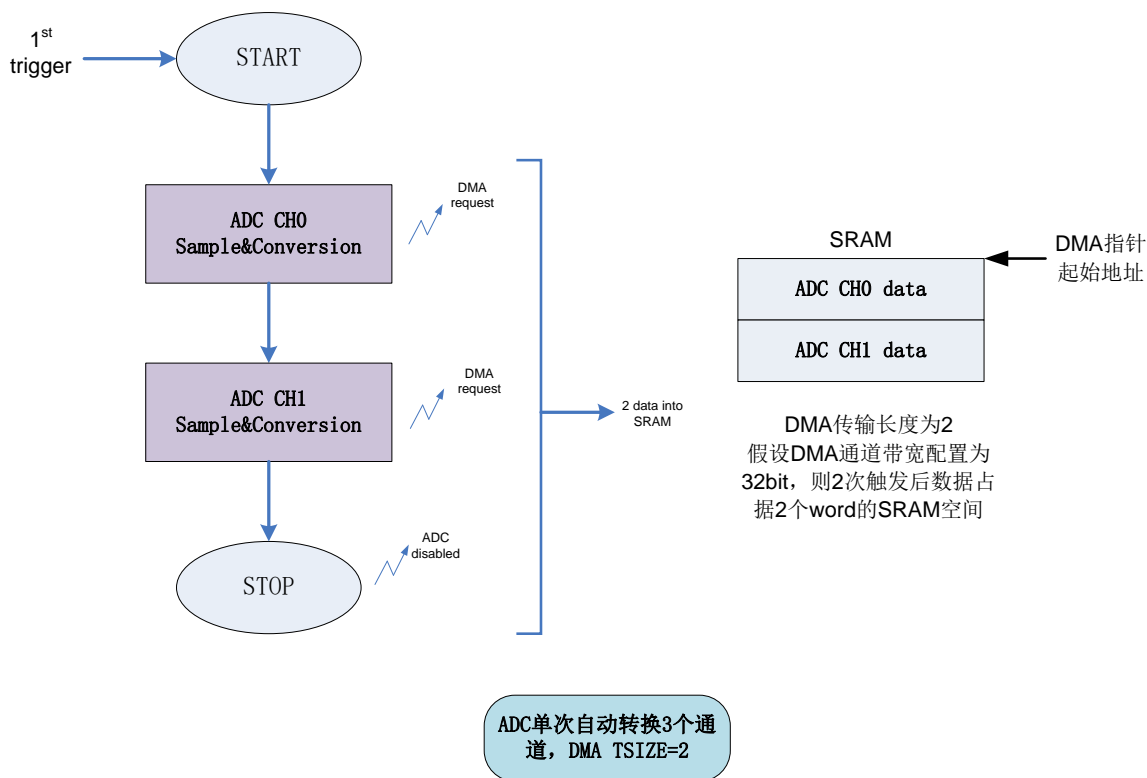 1st
trigger
START
ADC CH0
Sample&Conversion
DMA
request
ADC CH1
Sample&Conversion
DMA
request
STOP
ADC
disabled
2 data into
SRAM
SRAM
DMA指针
起始地址
ADC CH0 data
ADC CH1 data
DMA传输长度为2
假设DMA通道带宽配置为
32bit，则2次触发后数据占
据2个word的SRAM空间
ADC单次自动转换3个通
道，DMA TSIZE=2